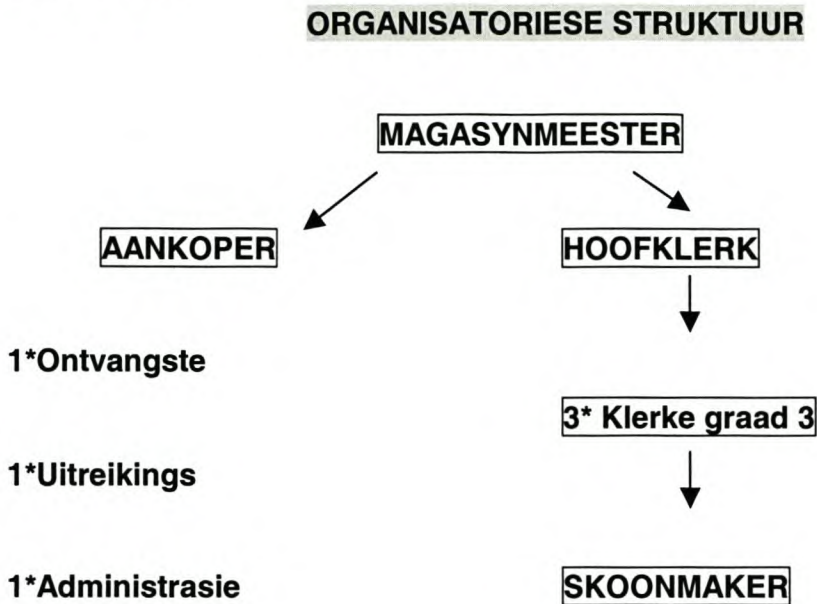 ORGANISATORIESE STRUKTUUR
MAGASYNMEESTER
AANKOPER
HOOFKLERK
1*Ontvangste
3* Klerke graad 3
1*Uitreikings
1*Administrasie
SKOONMAKER